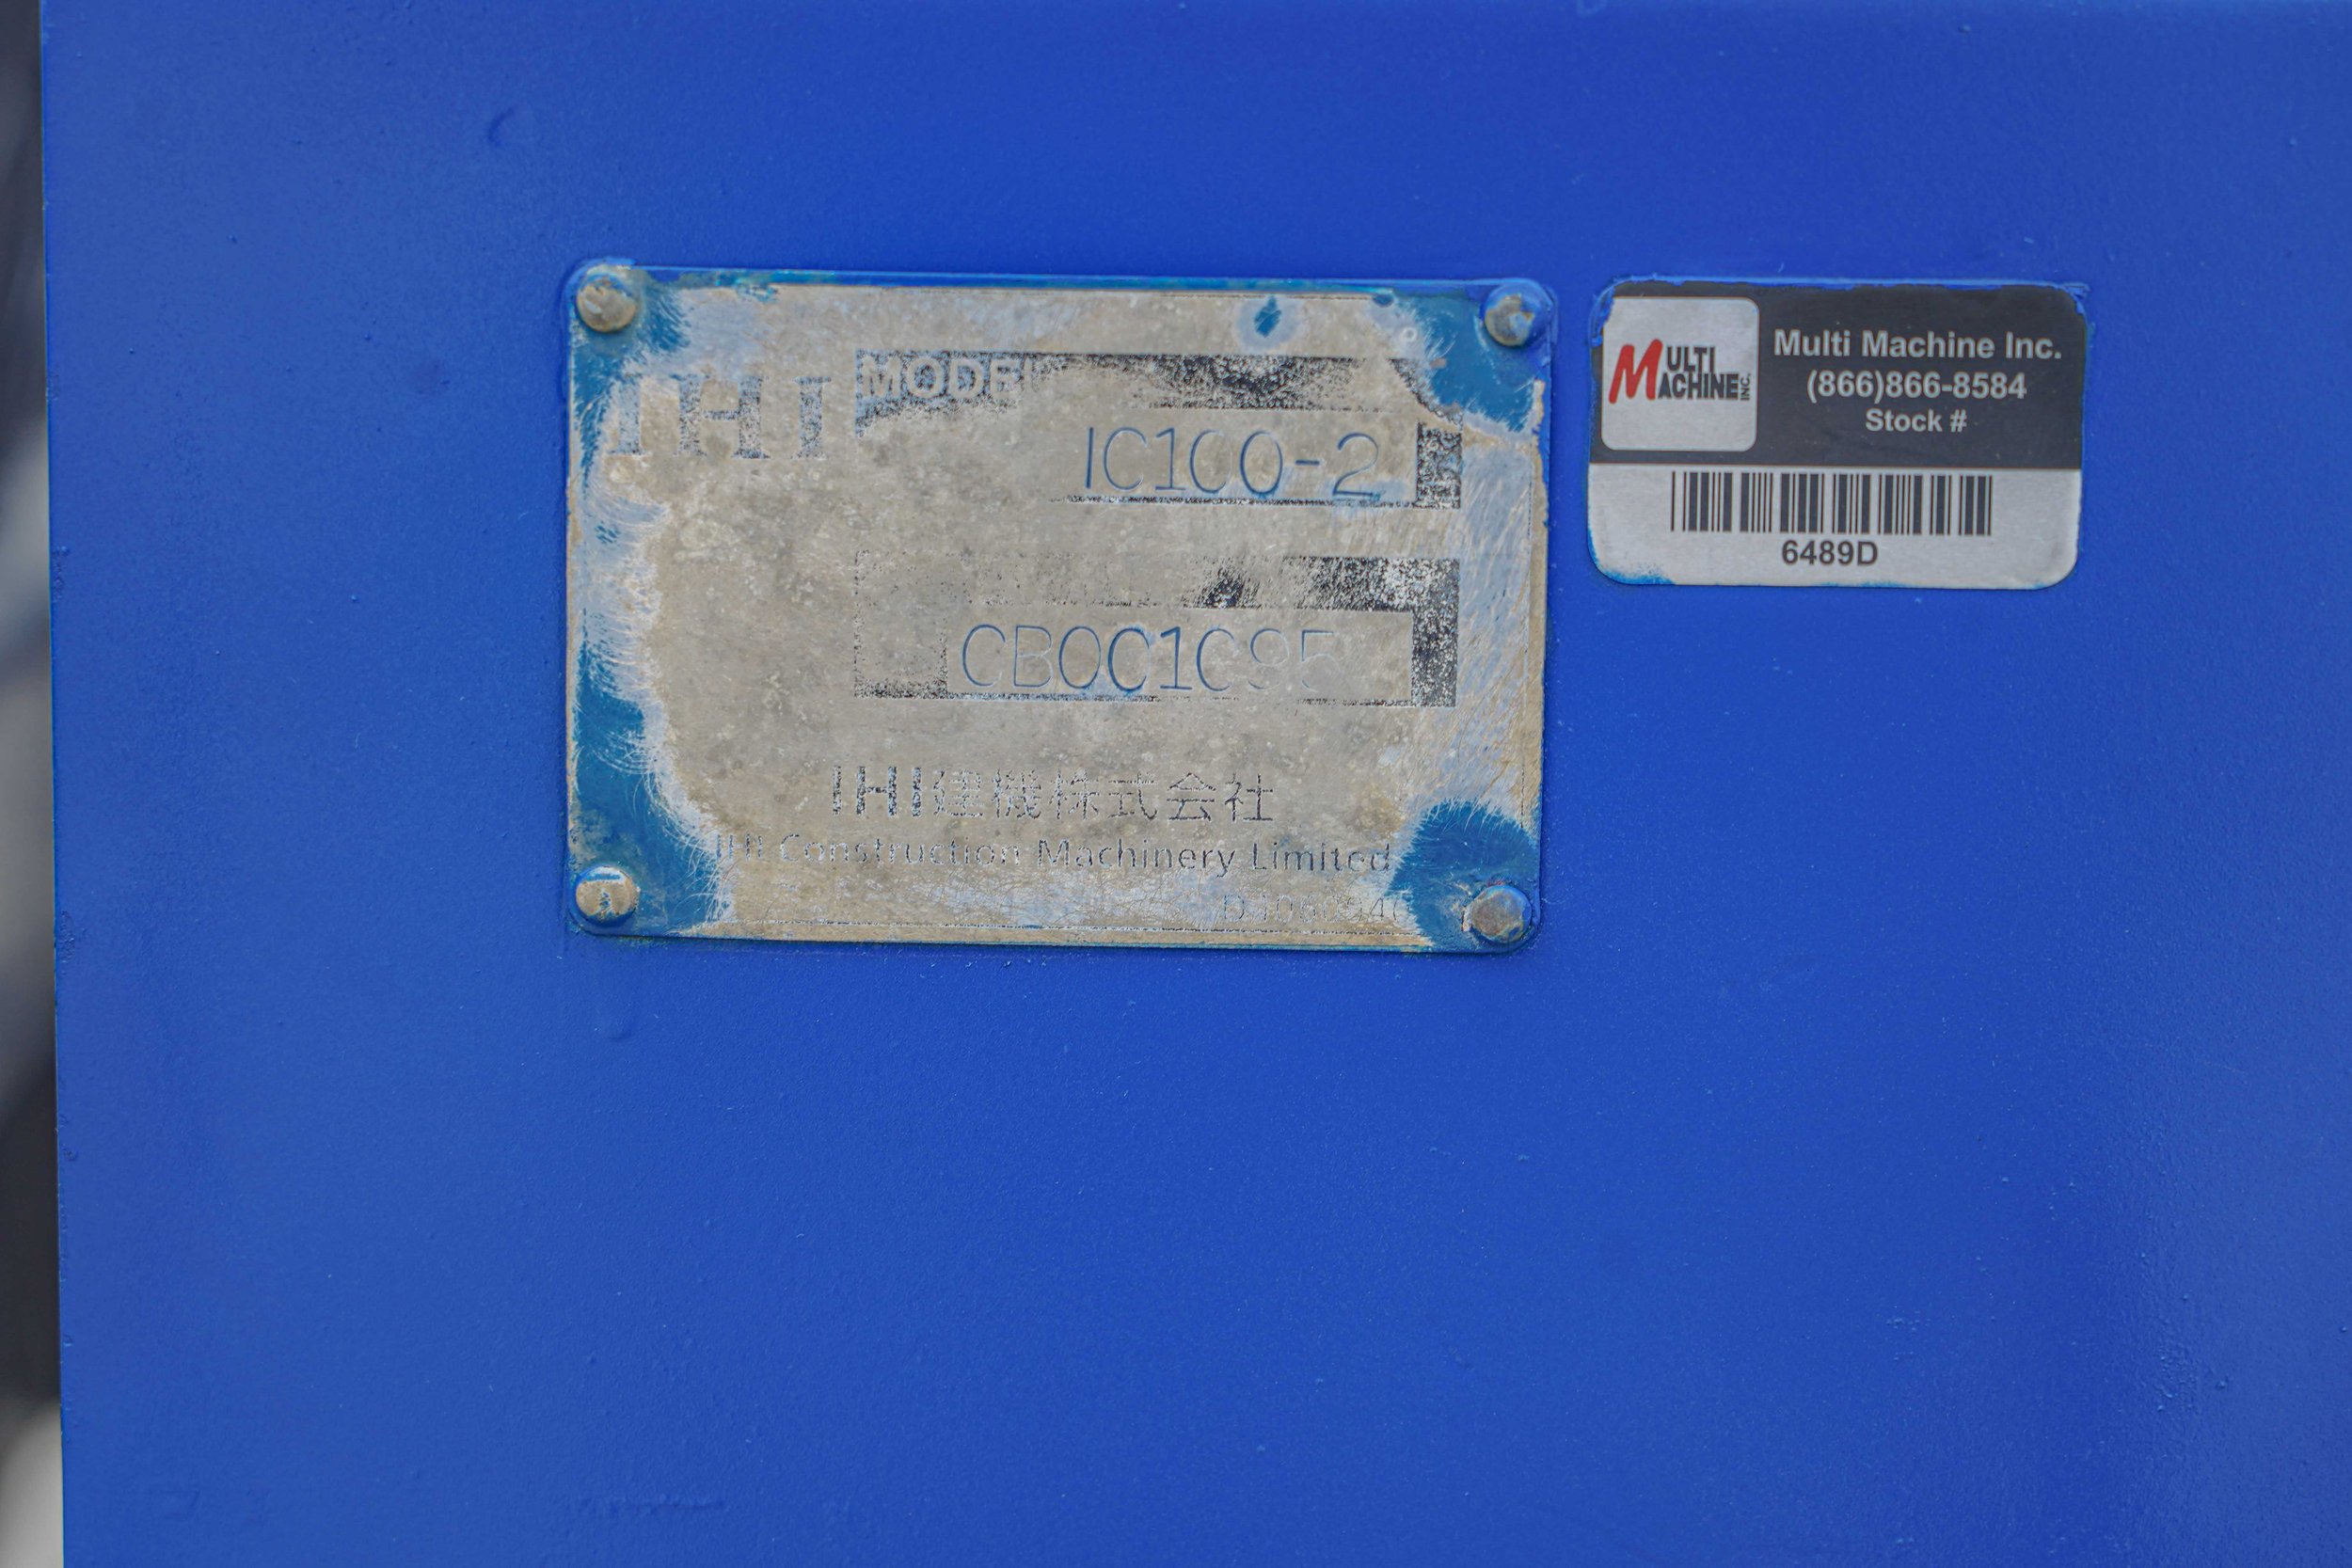 IHI
MODEL
IC100-2
CB001095
IHI建機株式会社
IHI Construction Machinery Limited
MULTI
MACHINE INC.
Multi Machine Inc.
(866)866-8584
Stock #
6489D